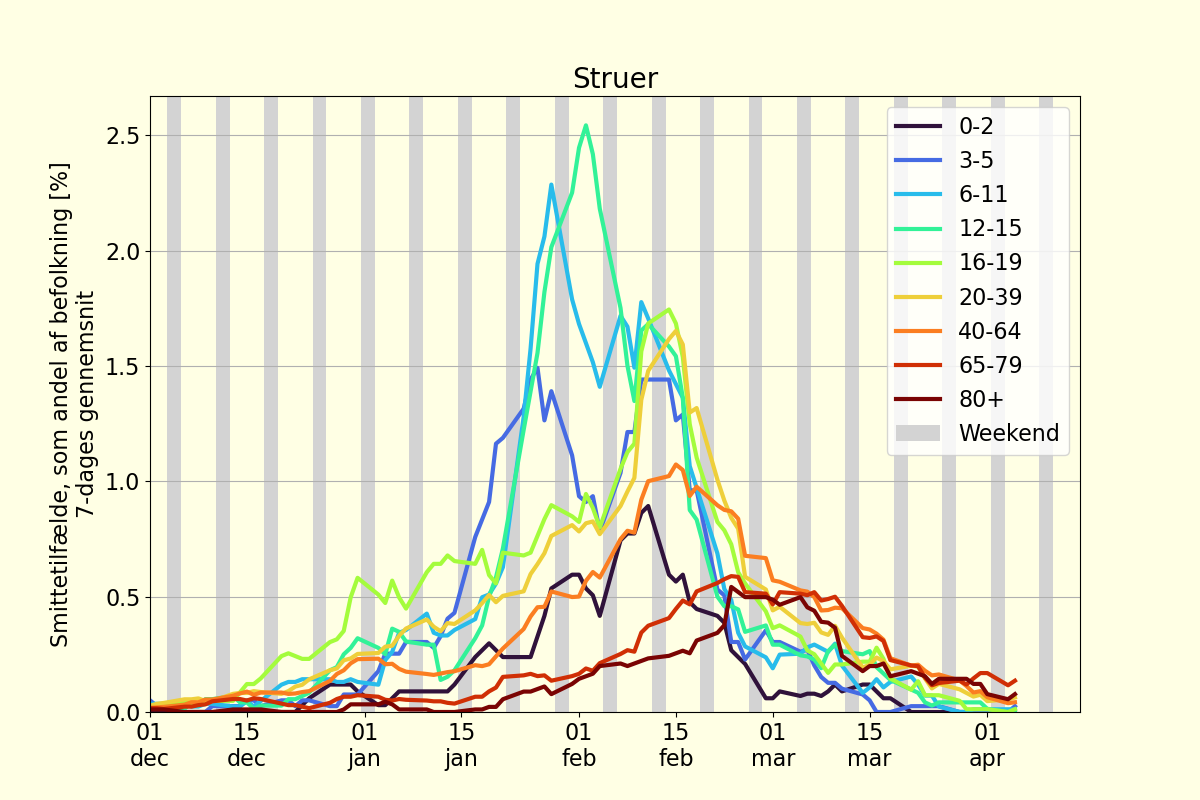 Struer
Smittetilfælde, som andel af befolkning [%]
7-dages gennemsnit
2.5
2.0
1.5
1.0
0.5
0.0
01 dec
15 dec
01 jan
15 jan
01 feb
15 feb
01 mar
15 mar
01 apr
0-2
3-5
6-11
12-15
16-19
20-39
40-64
65-79
80+
Weekend